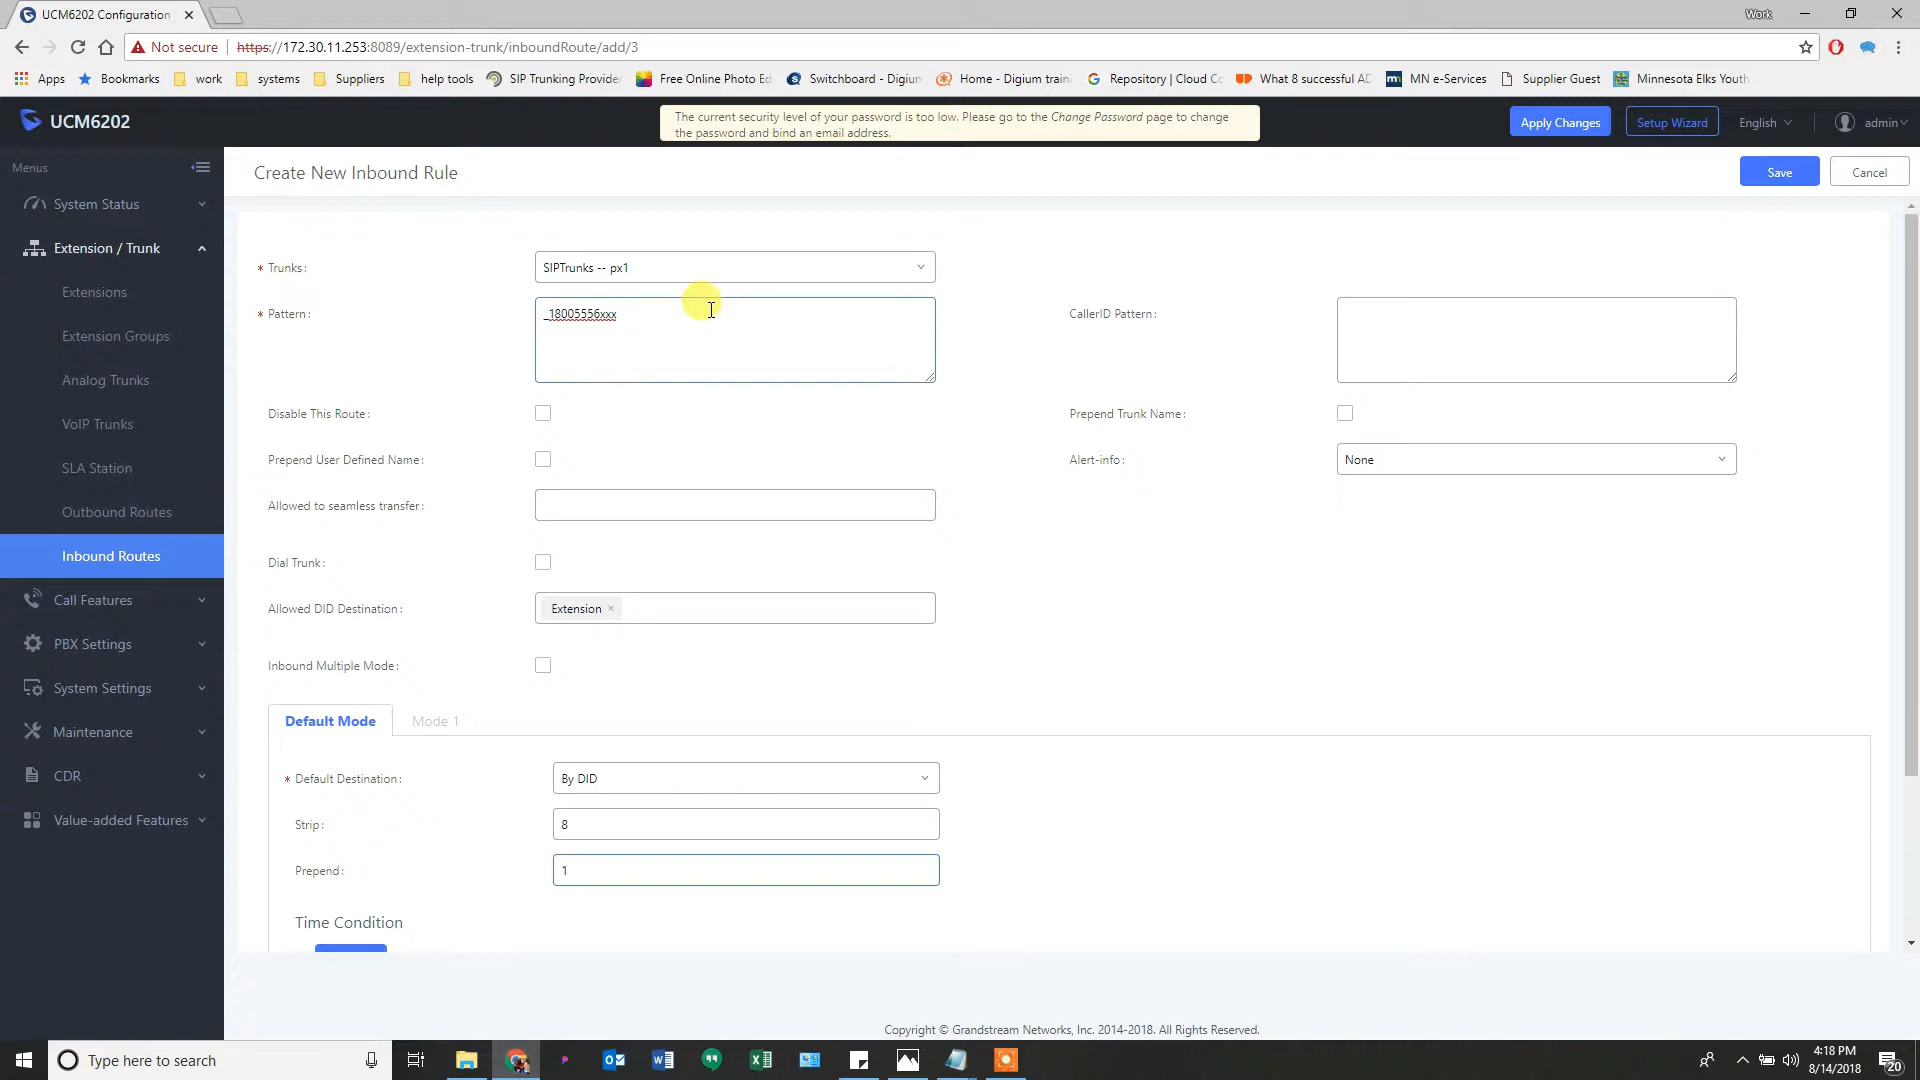 UCM6202 Configuration
Work
Not secure https://172.30.11.253:8089/extension-trunk/inboundRoute/add/3
Apps Bookmarks work systems Suppliers help tools SIP Trunking Provide Free Online Photo Ed Switchboard - Digium Home - Digium train Repository | Cloud Co What 8 successful AD MN e-Services Supplier Guest Minnesota Elks Youth
UCM6202
The current security level of your password is too low. Please go to the Change Password page to change
the password and bind an email address.
Apply Changes
Setup Wizard
English
admin
Menus
Create New Inbound Rule
Save
Cancel
System Status
Extension / Trunk
Extensions
Extension Groups
Analog Trunks
VoIP Trunks
SLA Station
Outbound Routes
Inbound Routes
Call Features
PBX Settings
System Settings
Maintenance
CDR
Value-added Features
* Trunks: SIPTrunks -- px1
* Pattern: _18005556xxx
CallerID Pattern:
Disable This Route:
Prepend Trunk Name:
Prepend User Defined Name:
Alert-info: None
Allowed to seamless transfer:
Dial Trunk:
Allowed DID Destination: Extension ×
Inbound Multiple Mode:
Default Mode
Mode 1
* Default Destination: By DID
Strip: 8
Prepend: 1
Time Condition
Copyright © Grandstream Networks, Inc. 2014-2018. All Rights Reserved.
Type here to search
4:18 PM
8/14/2018
20